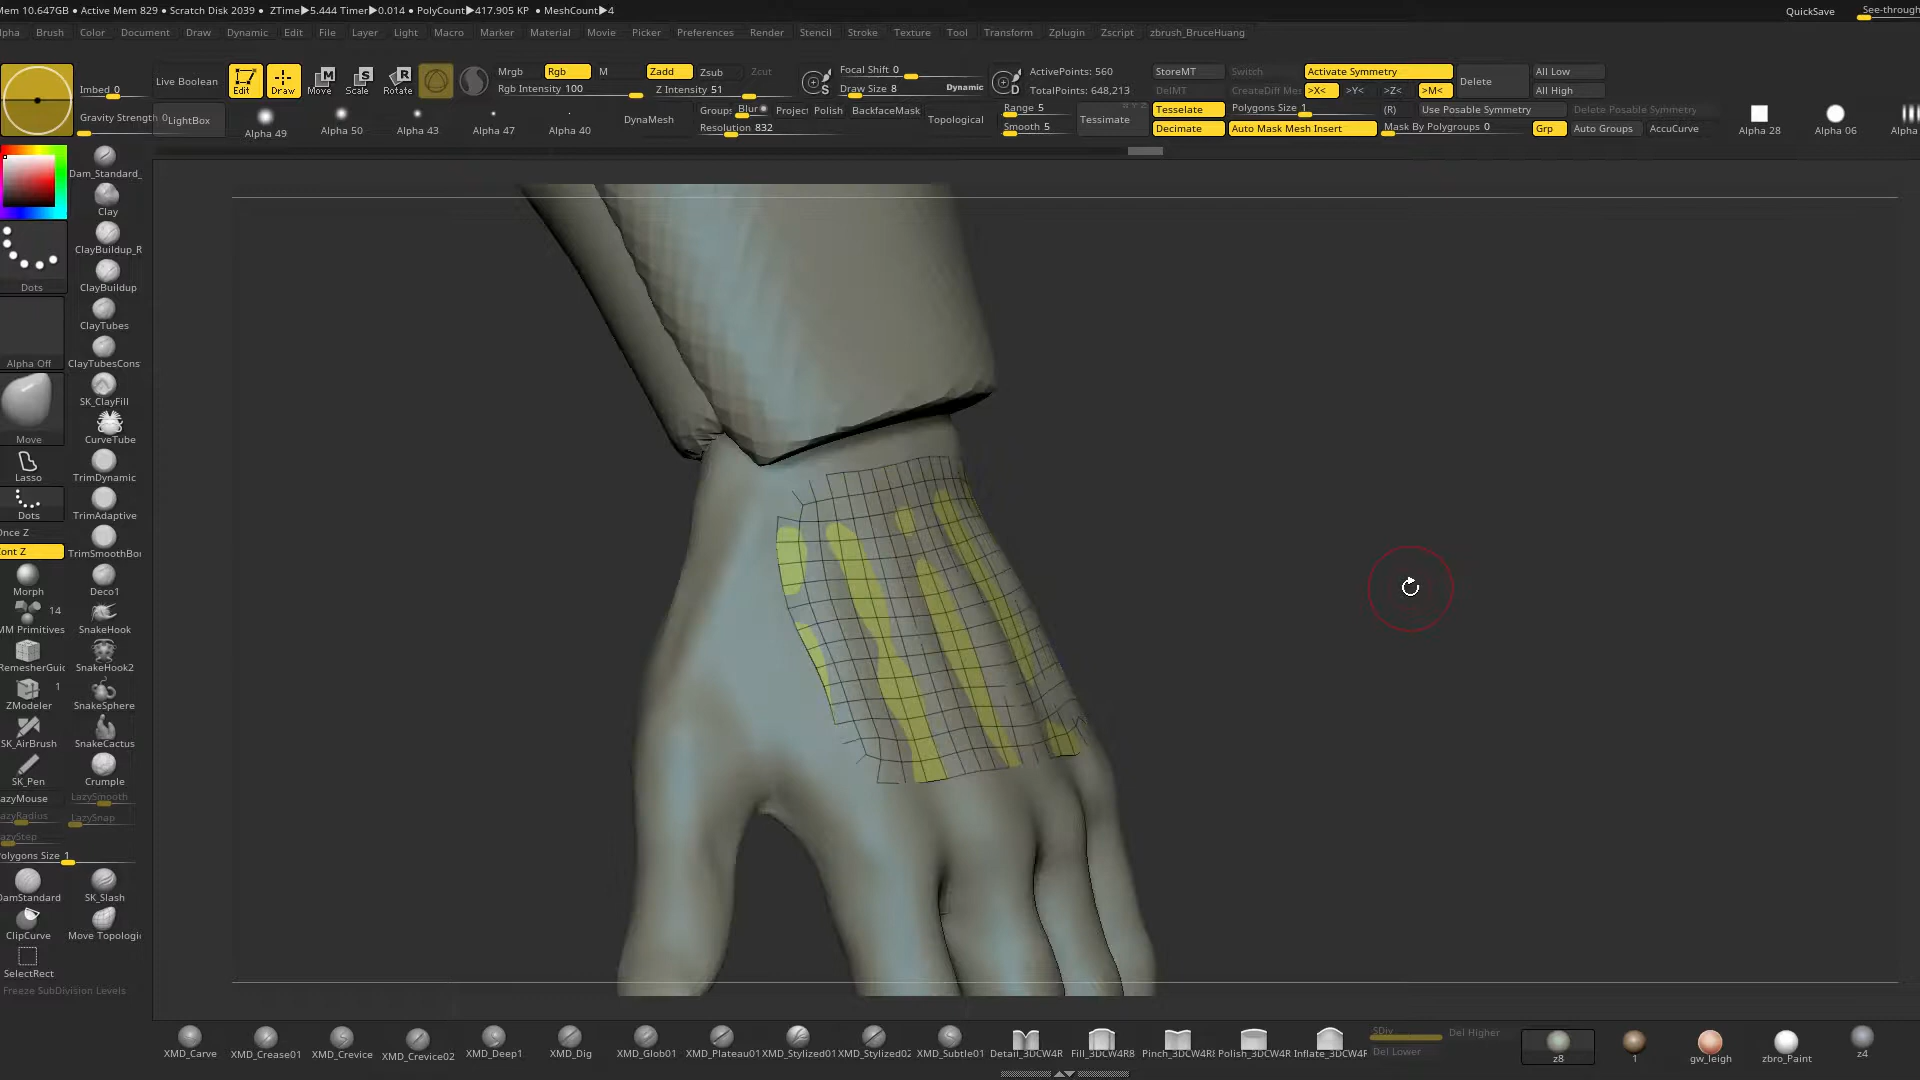 Mem 10.647GB ● Active Mem 829 ● Scratch Disk 2039 ● ZTime▶5.444 Timer▶0.014 ● PolyCount▶417.905 KP ● MeshCount▶4
QuickSave See-through
lpha Brush Color Document Draw Dynamic Edit File Layer Light Macro Marker Material Movie Picker Preferences Render Stencil Stroke Texture Tool Transform Zplugin Zscript zbrush_BruceHuang
Imbed 0
Gravity Strength 0
Live Boolean
LightBox
Edit Draw Move Scale Rotate
Mrgb Rgb M Zadd Zsub Zcut
Rgb Intensity 100 Z Intensity 51
Focal Shift 0
Draw Size 8 Dynamic
S D
ActivePoints: 560
TotalPoints: 648,213
StoreMT Switch
DelMT CreateDiff Mes
Activate Symmetry
>X< >Y< >Z< >M<
Delete
All Low
All High
Alpha 49 Alpha 50 Alpha 43 Alpha 47 Alpha 40
DynaMesh
Groups Blur Project Polish BackfaceMask
Resolution 832
Topological
Range 5
Smooth 5
Tessimate
Tesselate Polygons Size 1 (R) Use Posable Symmetry Delete Posable Symmetry
Decimate Auto Mask Mesh Insert Mask By Polygroups 0 Grp Auto Groups AccuCurve
Alpha 28 Alpha 06 Alpha
Dam_Standard_
Clay
ClayBuildup_R
Dots ClayBuildup
ClayTubes
Alpha Off ClayTubesCons
SK_ClayFill
Move CurveTube
Lasso TrimDynamic
Dots TrimAdaptive
Once Z
Cont Z TrimSmoothBor
Morph Deco1
14
MM Primitives SnakeHook
RemesherGuid SnakeHook2
1
ZModeler SnakeSphere
SK_AirBrush SnakeCactus
SK_Pen Crumple
LazyMouse LazySmooth
LazyRadius LazySnap
LazyStep
Polygons Size 1
DamStandard SK_Slash
ClipCurve Move Topologic
SelectRect
Freeze SubDivision Levels
XMD_Carve XMD_Crease01 XMD_Crevice XMD_Crevice02 XMD_Deep1 XMD_Dig XMD_Glob01 XMD_Plateau01 XMD_Stylized01 XMD_Stylized02 XMD_Subtle01 Detail_3DCW4R Fill_3DCW4R8 Pinch_3DCW4R8 Polish_3DCW4R Inflate_3DCW4R
SDiv Del Higher
Del Lower
z8 1 gw_leigh zbro_Paint z4